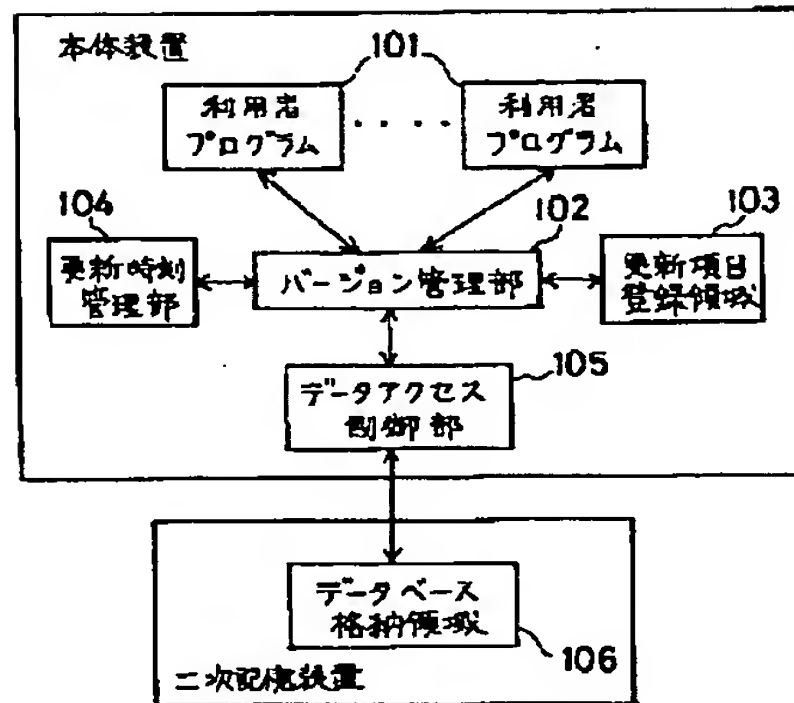 本体装置
101
利用者
プログラム
・・・・
利用者
プログラム
104
102
103
更新時刻
管理部
バージョン管理部
更新項目
登録領域
105
データアクセス
制御部
データベース
格納領域
106
二次記憶装置